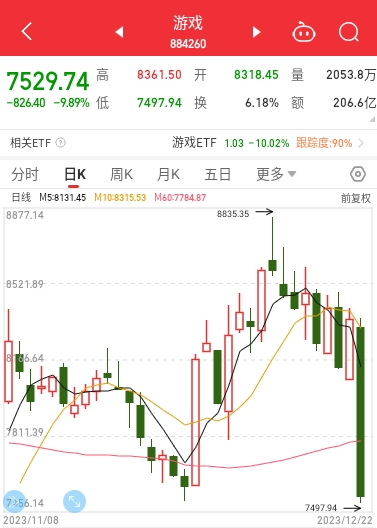 游戏
884260
7529.74 高 8361.50 开 8318.45 量 2053.8万
-826.40 -9.89% 低 7497.94 换 6.18% 额 206.6亿
相关ETF ? 游戏ETF 1.03 -10.02% 跟踪度:90%
分时 日K 周K 月K 五日 更多
日线 M5:8131.45 M10:8315.53 M60:7784.87 前复权
8877.14
8835.35
8521.89
8166.64
7811.39
7456.14
7497.94
2023/11/08 2023/12/22